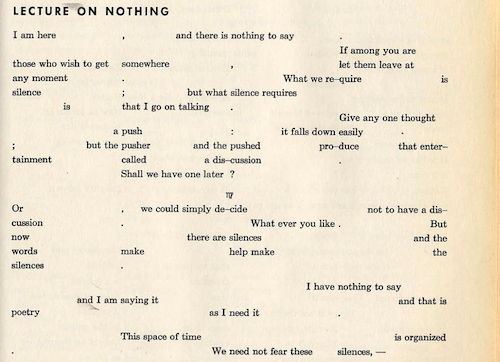 LECTURE ON NOTHING
I am here , and there is nothing to say .
If among you are
those who wish to get somewhere , let them leave at
any moment . What we re–quire is
silence ; but what silence requires
is that I go on talking .
Give any one thought
a push : it falls down easily .
; but the pusher and the pushed pro–duce that enter–
tainment called a dis–cussion .
Shall we have one later ?
Or , we could simply de–cide not to have a dis–
cussion . What ever you like . But
now there are silences and the
words make help make the
silences .
I have nothing to say
and I am saying it and that is
poetry as I need it .
This space of time is organized
. We need not fear these silences, —